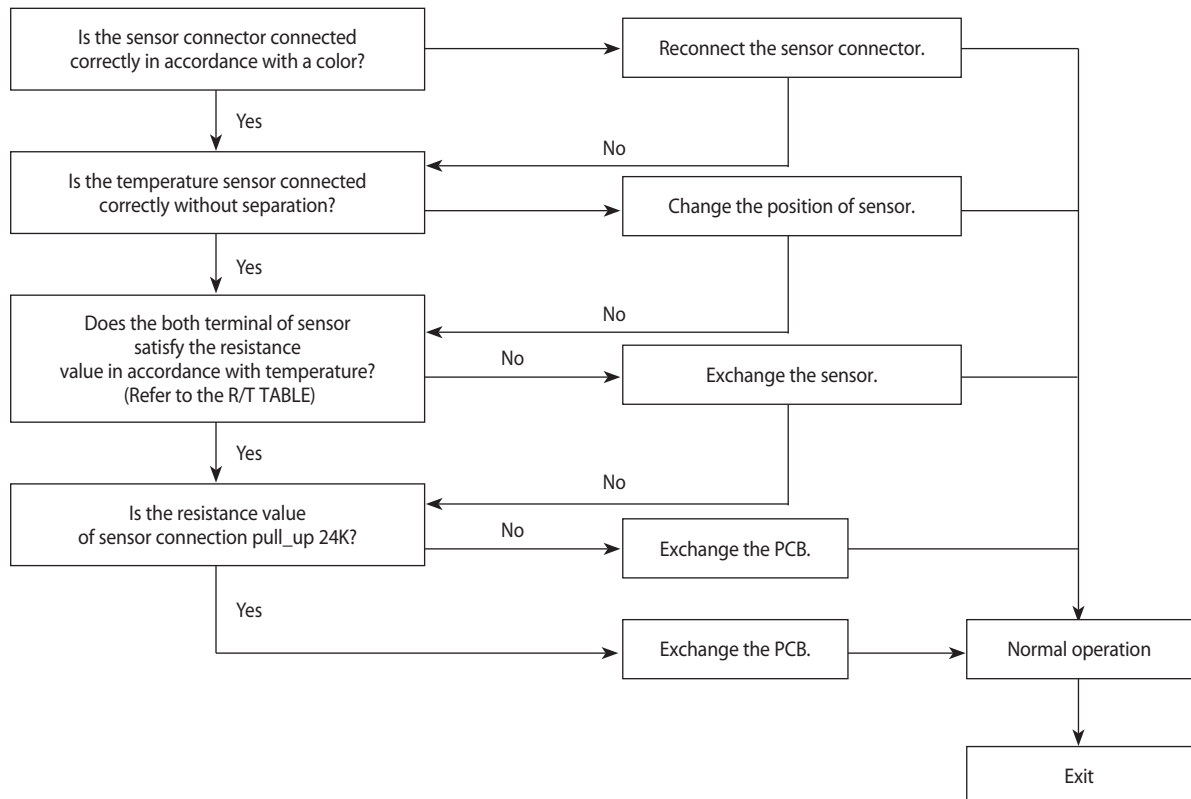 Is the sensor connector connected
correctly in accordance with a color?
Reconnect the sensor connector.
Yes
No
Is the temperature sensor connected
correctly without separation?
Change the position of sensor.
Yes
No
Does the both terminal of sensor
satisfy the resistance
value in accordance with temperature?
(Refer to the R/T TABLE)
No
Exchange the sensor.
Yes
No
Is the resistance value
of sensor connection pull_up 24K?
No
Exchange the PCB.
Yes
Exchange the PCB.
Normal operation
Exit